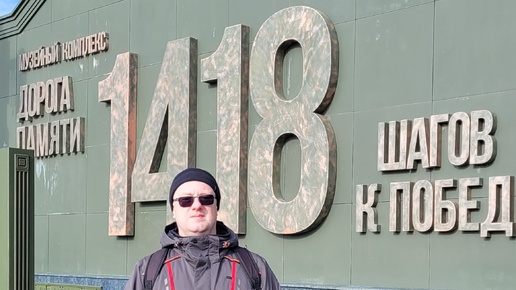 МУЗЕЙНЫЙ КОМПЛЕКС
ДОРОГА
ПАМЯТИ
1418
ШАГОВ
К ПОБЕД